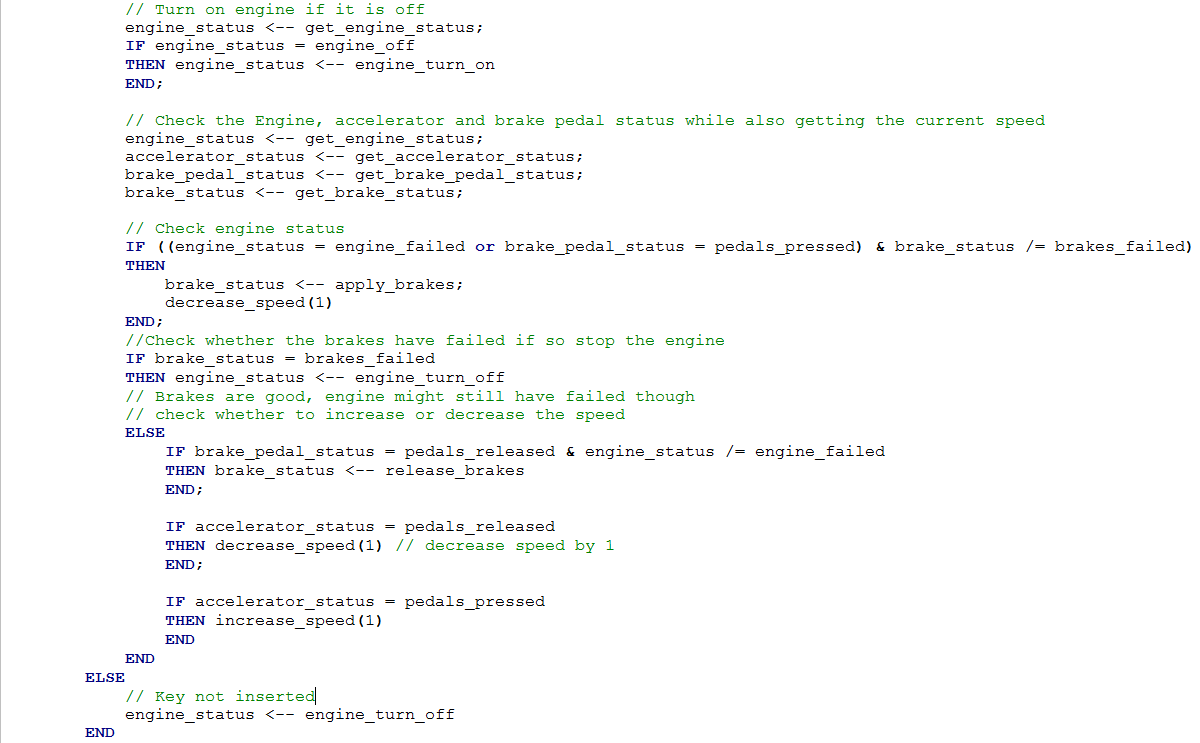 // Turn on engine if it is off
engine_status <-- get_engine_status;
IF engine_status = engine_off
THEN engine_status <-- engine_turn_on
END;
// Check the Engine, accelerator and brake pedal status while also getting the current speed
engine_status <-- get_engine_status;
accelerator_status <-- get_accelerator_status;
brake_pedal_status <-- get_brake_pedal_status;
brake_status <-- get_brake_status;
// Check engine status
IF ((engine_status = engine_failed or brake_pedal_status = pedals_pressed) & brake_status /= brakes_failed)
THEN
brake_status <-- apply_brakes;
decrease_speed(1)
END;
//Check whether the brakes have failed if so stop the engine
IF brake_status = brakes_failed
THEN engine_status <-- engine_turn_off
// Brakes are good, engine might still have failed though
// check whether to increase or decrease the speed
ELSE
IF brake_pedal_status = pedals_released & engine_status /= engine_failed
THEN brake_status <-- release_brakes
END;
IF accelerator_status = pedals_released
THEN decrease_speed(1) // decrease speed by 1
END;
IF accelerator_status = pedals_pressed
THEN increase_speed(1)
END
END
ELSE
// Key not inserted
engine_status <-- engine_turn_off
END